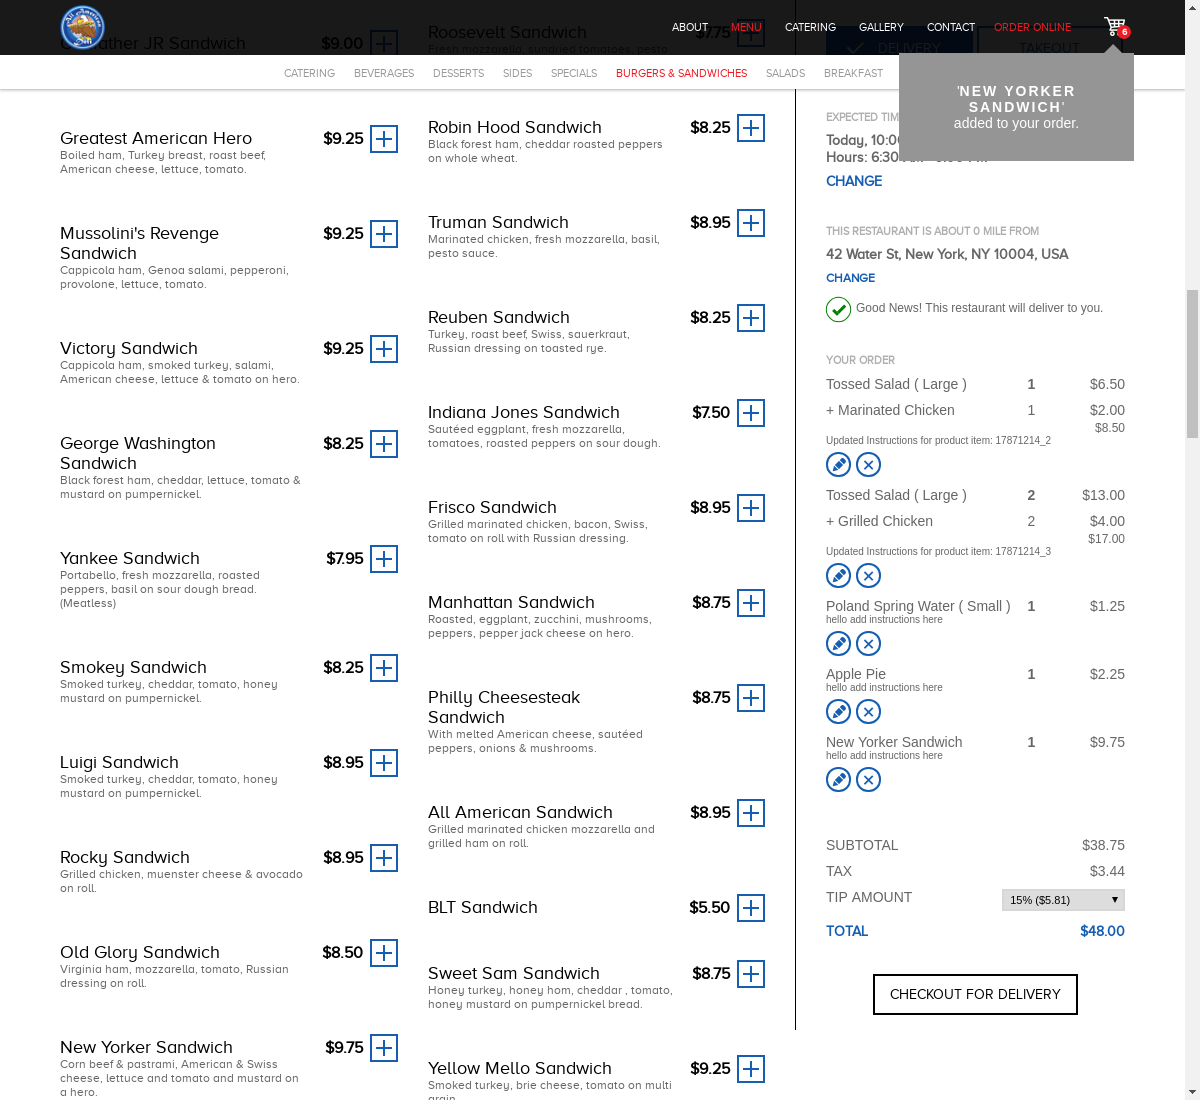 ABOUT
MENU
CATERING
GALLERY
CONTACT
ORDER ONLINE
6
CATERING
BEVERAGES
DESSERTS
SIDES
SPECIALS
BURGERS & SANDWICHES
SALADS
BREAKFAST
'NEW YORKER
SANDWICH'
added to your order.
JR Sandwich
$9.00
Roosevelt Sandwich
$7.75
Fresh mozzarella, sundried tomatoes, pesto
DELIVERY
TAKEOUT
Greatest American Hero
$9.25
Boiled ham, Turkey breast, roast beef,
American cheese, lettuce, tomato.
Mussolini's Revenge
Sandwich
$9.25
Cappicola ham, Genoa salami, pepperoni,
provolone, lettuce, tomato.
Victory Sandwich
$9.25
Cappicola ham, smoked turkey, salami,
American cheese, lettuce & tomato on hero.
George Washington
Sandwich
$8.25
Black forest ham, cheddar, lettuce, tomato &
mustard on pumpernickel.
Yankee Sandwich
$7.95
Portabello, fresh mozzarella, roasted
peppers, basil on sour dough bread.
(Meatless)
Smokey Sandwich
$8.25
Smoked turkey, cheddar, tomato, honey
mustard on pumpernickel.
Luigi Sandwich
$8.95
Smoked turkey, cheddar, tomato, honey
mustard on pumpernickel.
Rocky Sandwich
$8.95
Grilled chicken, muenster cheese & avocado
on roll.
Old Glory Sandwich
$8.50
Virginia ham, mozzarella, tomato, Russian
dressing on roll.
New Yorker Sandwich
$9.75
Corn beef & pastrami, American & Swiss
cheese, lettuce and tomato and mustard on
a hero.
Robin Hood Sandwich
$8.25
Black forest ham, cheddar roasted peppers
on whole wheat.
Truman Sandwich
$8.95
Marinated chicken, fresh mozzarella, basil,
pesto sauce.
Reuben Sandwich
$8.25
Turkey, roast beef, Swiss, sauerkraut,
Russian dressing on toasted rye.
Indiana Jones Sandwich
$7.50
Sautéed eggplant, fresh mozzarella,
tomatoes, roasted peppers on sour dough.
Frisco Sandwich
$8.95
Grilled marinated chicken, bacon, Swiss,
tomato on roll with Russian dressing.
Manhattan Sandwich
$8.75
Roasted, eggplant, zucchini, mushrooms,
peppers, pepper jack cheese on hero.
Philly Cheesesteak
Sandwich
$8.75
With melted American cheese, sautéed
peppers, onions & mushrooms.
All American Sandwich
$8.95
Grilled marinated chicken mozzarella and
grilled ham on roll.
BLT Sandwich
$5.50
Sweet Sam Sandwich
$8.75
Honey turkey, honey hom, cheddar , tomato,
honey mustard on pumpernickel bread.
Yellow Mello Sandwich
$9.25
Smoked turkey, brie cheese, tomato on multi
grain
EXPECTED TIM
Today, 10:0
Hours: 6:30
CHANGE
THIS RESTAURANT IS ABOUT 0 MILE FROM
42 Water St, New York, NY 10004, USA
CHANGE
Good News! This restaurant will deliver to you.
YOUR ORDER
Tossed Salad ( Large ) 1 $6.50
+ Marinated Chicken 1 $2.00
$8.50
Updated Instructions for product item: 17871214_2
Tossed Salad ( Large ) 2 $13.00
+ Grilled Chicken 2 $4.00
$17.00
Updated Instructions for product item: 17871214_3
Poland Spring Water ( Small ) 1 $1.25
hello add instructions here
Apple Pie 1 $2.25
hello add instructions here
New Yorker Sandwich 1 $9.75
hello add instructions here
SUBTOTAL $38.75
TAX $3.44
TIP AMOUNT 15% ($5.81)
TOTAL $48.00
CHECKOUT FOR DELIVERY